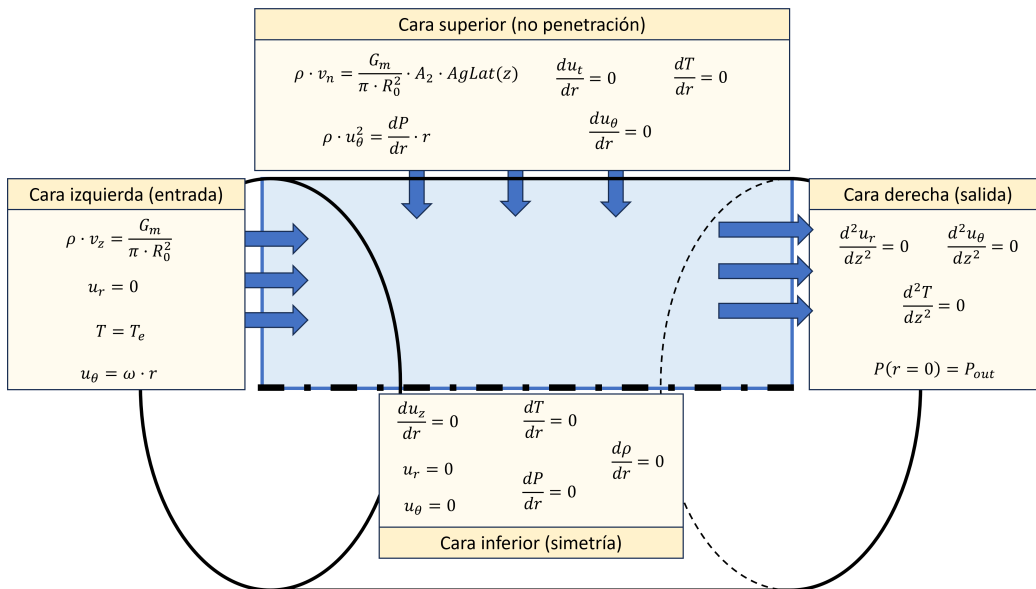 Cara superior (no penetración)
ρ · v_n = G_m / (π · R_0^2) · A_2 · AgLat(z)    du_t/dr = 0    dT/dr = 0
ρ · u_θ^2 = dP/dr · r    du_θ/dr = 0
Cara izquierda (entrada)
ρ · v_z = G_m / (π · R_0^2)
u_r = 0
T = T_e
u_θ = ω · r
Cara derecha (salida)
d^2u_r/dz^2 = 0    d^2u_θ/dz^2 = 0
d^2T/dz^2 = 0
P(r = 0) = P_out
du_z/dr = 0    dT/dr = 0
dρ/dr = 0
u_r = 0
dP/dr = 0
u_θ = 0
Cara inferior (simetría)